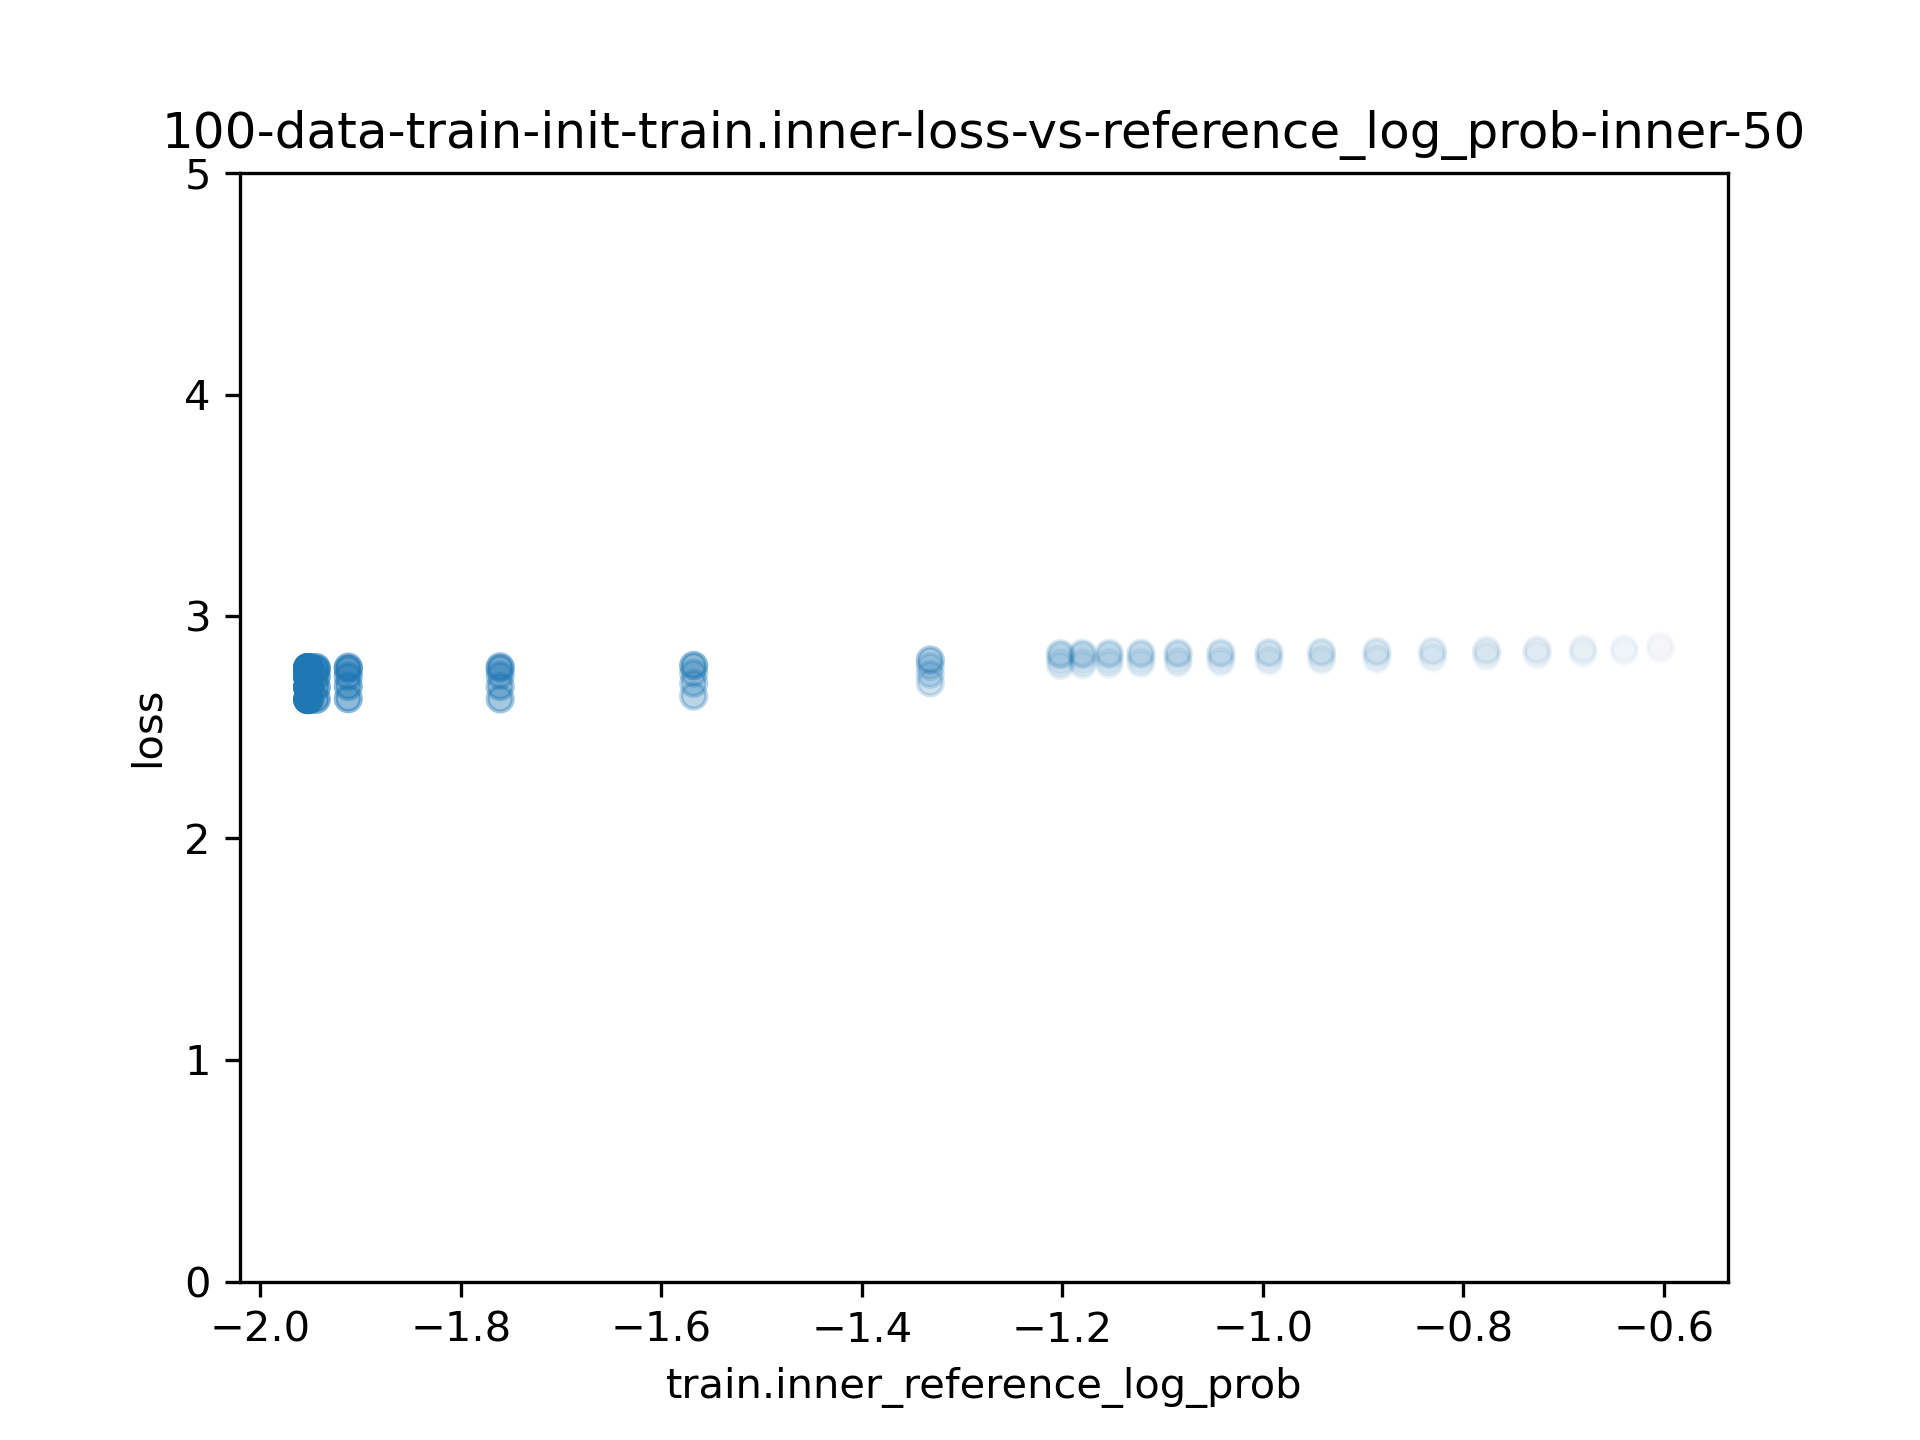 100-data-train-init-train.inner-loss-vs-reference_log_prob-inner-50
5
4
3
2
1
0
loss
−2.0 −1.8 −1.6 −1.4 −1.2 −1.0 −0.8 −0.6
train.inner_reference_log_prob